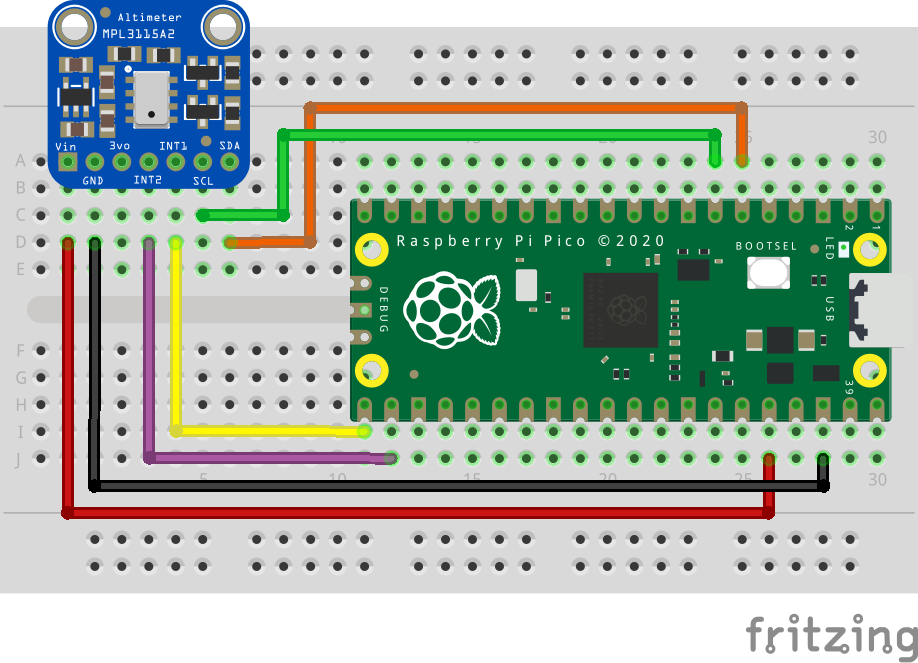 Altimeter
MPL3115A2
Vin
3vo
INT1
SDA
GND
INT2
SCL
10
15
20
25
30
A
B
C
D
E
Raspberry Pi Pico ©2020
BOOTSEL
LED
2
1
DEBUG
USB
39
F
G
H
I
J
5
10
15
20
25
30
fritzing